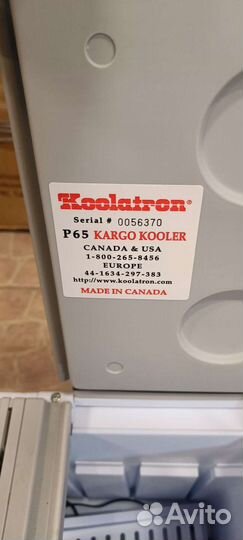 Koolatron®
Serial # 0056370
P65 KARGO KOOLER
CANADA & USA
1-800-265-8456
EUROPE
44-1634-297-383
http://www.koolatron.com
MADE IN CANADA
Avito